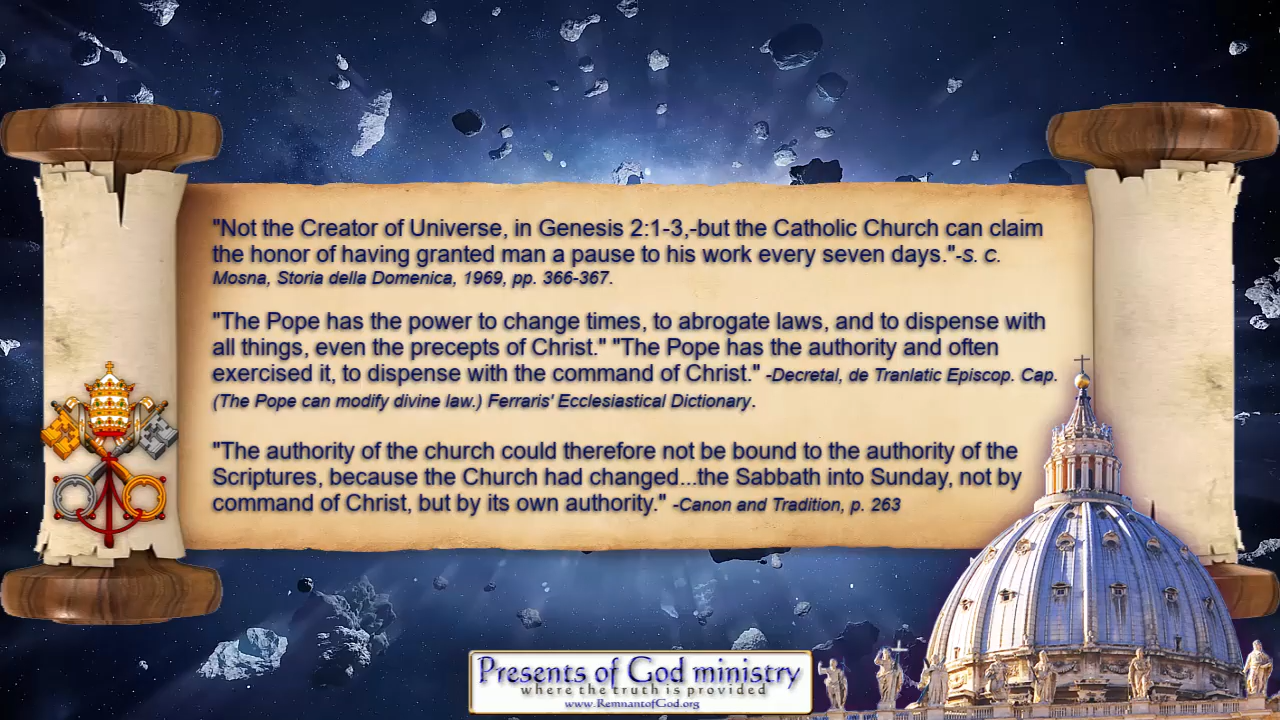 "Not the Creator of Universe, in Genesis 2:1-3,-but the Catholic Church can claim
the honor of having granted man a pause to his work every seven days."-S. C.
Mosna, Storia della Domenica, 1969, pp. 366-367.
"The Pope has the power to change times, to abrogate laws, and to dispense with
all things, even the precepts of Christ." "The Pope has the authority and often
exercised it, to dispense with the command of Christ." -Decretal, de Tranlatic Episcop. Cap.
(The Pope can modify divine law.) Ferraris' Ecclesiastical Dictionary.
"The authority of the church could therefore not be bound to the authority of the
Scriptures, because the Church had changed...the Sabbath into Sunday, not by
command of Christ, but by its own authority." -Canon and Tradition, p. 263
Presents of God ministry
where the truth is provided
www.RemnantofGod.org